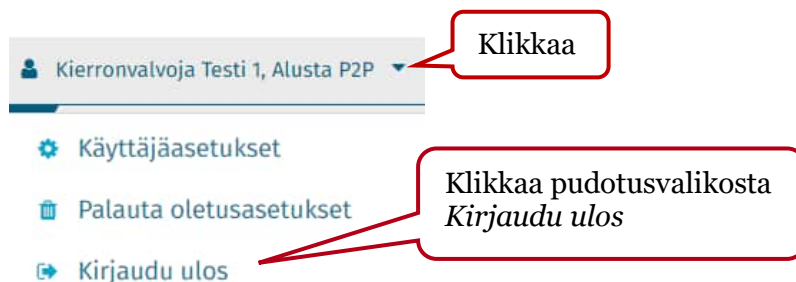 Klikkaa
Kierronvalvoja Testi 1, Alusta P2P
Käyttäjäasetukset
Klikkaa pudotusvalikosta
Kirjaudu ulos
Palauta oletusasetukset
Kirjaudu ulos